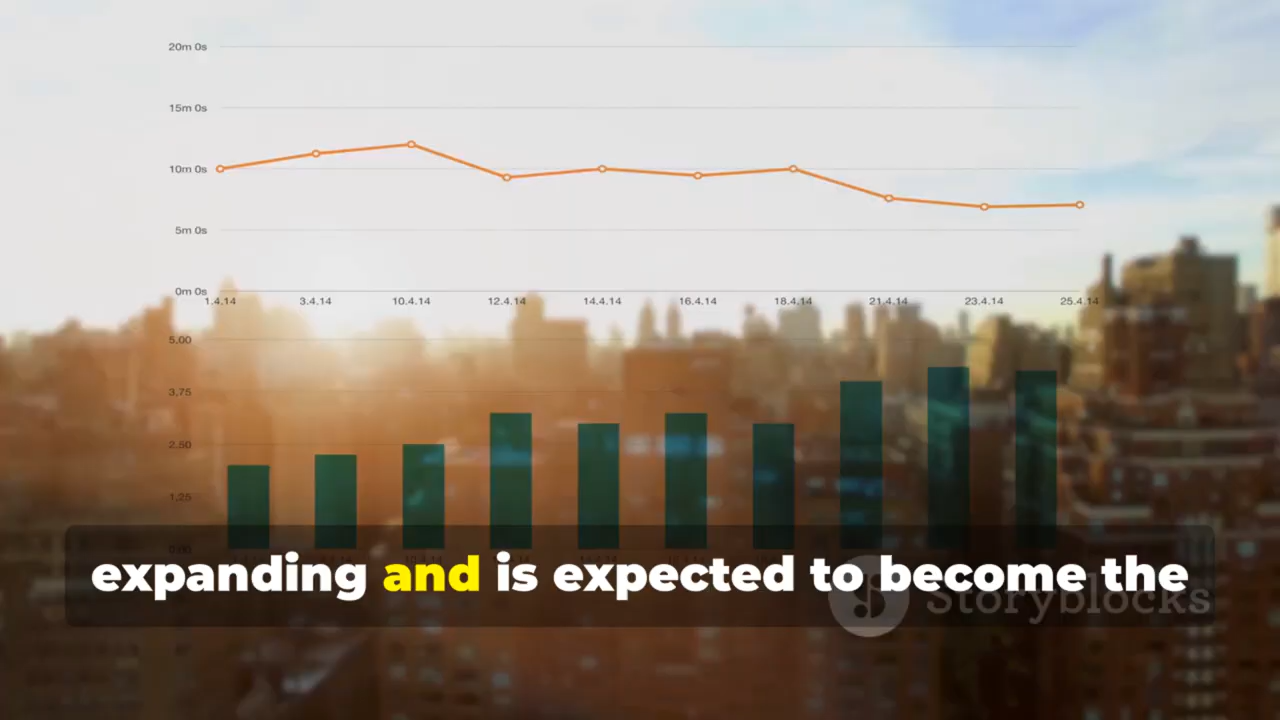 20m 0s
15m 0s
10m 0s
5m 0s
0m 0s
1.4.14 3.4.14 10.4.14 12.4.14 14.4.14 16.4.14 18.4.14 21.4.14 23.4.14 25.4.14
5.00
3,75
2,50
1,25
0,00
expanding and is expected to become the
Storyblocks